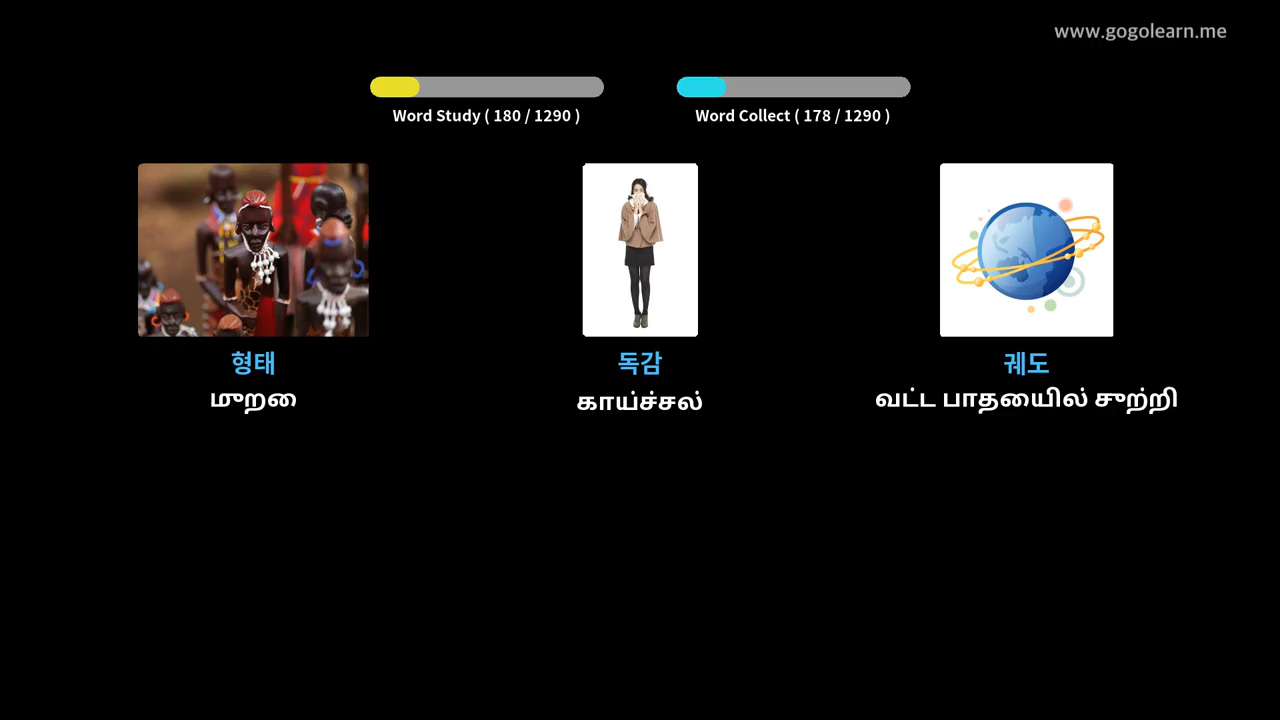 www.gogolearn.me
Word Study ( 180 / 1290 )
Word Collect ( 178 / 1290 )
형태
독감
궤도
முறை
காய்ச்சல்
வட்ட பாதையில் சுற்றி